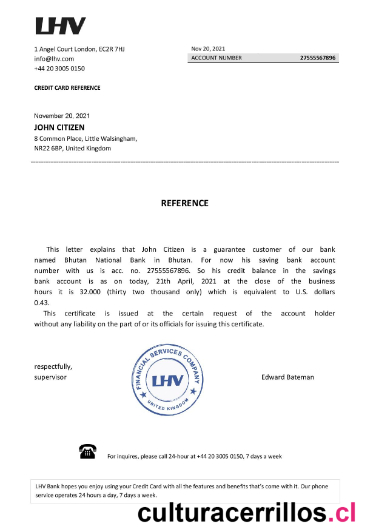 LHV
1 Angel Court London, EC2R 7HJ
info@lhv.com
+44 20 3005 0150
Nov 20, 2021
ACCOUNT NUMBER 27555567896
CREDIT CARD REFERENCE
November 20, 2021
JOHN CITIZEN
8 Common Place, Little Walsingham,
NR22 6BP, United Kingdom
REFERENCE
This letter explains that John Citizen is a guarantee customer of our bank
named Bhutan National Bank in Bhutan. For now his saving bank account
number with us is acc. no. 27555567896. So his credit balance in the savings
bank account is as on today, 21th April, 2021 at the close of the business
hours it is 32.000 (thirty two thousand only) which is equivalent to U.S. dollars
0.43.
This certificate is issued at the certain request of the account holder
without any liability on the part of or its officials for issuing this certificate.
respectfully,
supervisor
FINANCIAL SERVICES COMPANY
LHV
UNITED KINGDOM
Edward Bateman
For inquires, please call 24-hour at +44 20 3005 0150, 7 days a week
LHV Bank hopes you enjoy using your Credit Card with all the features and benefits that's come with it. Our phone
service operates 24 hours a day, 7 days a week.
culturacerrillos.cl